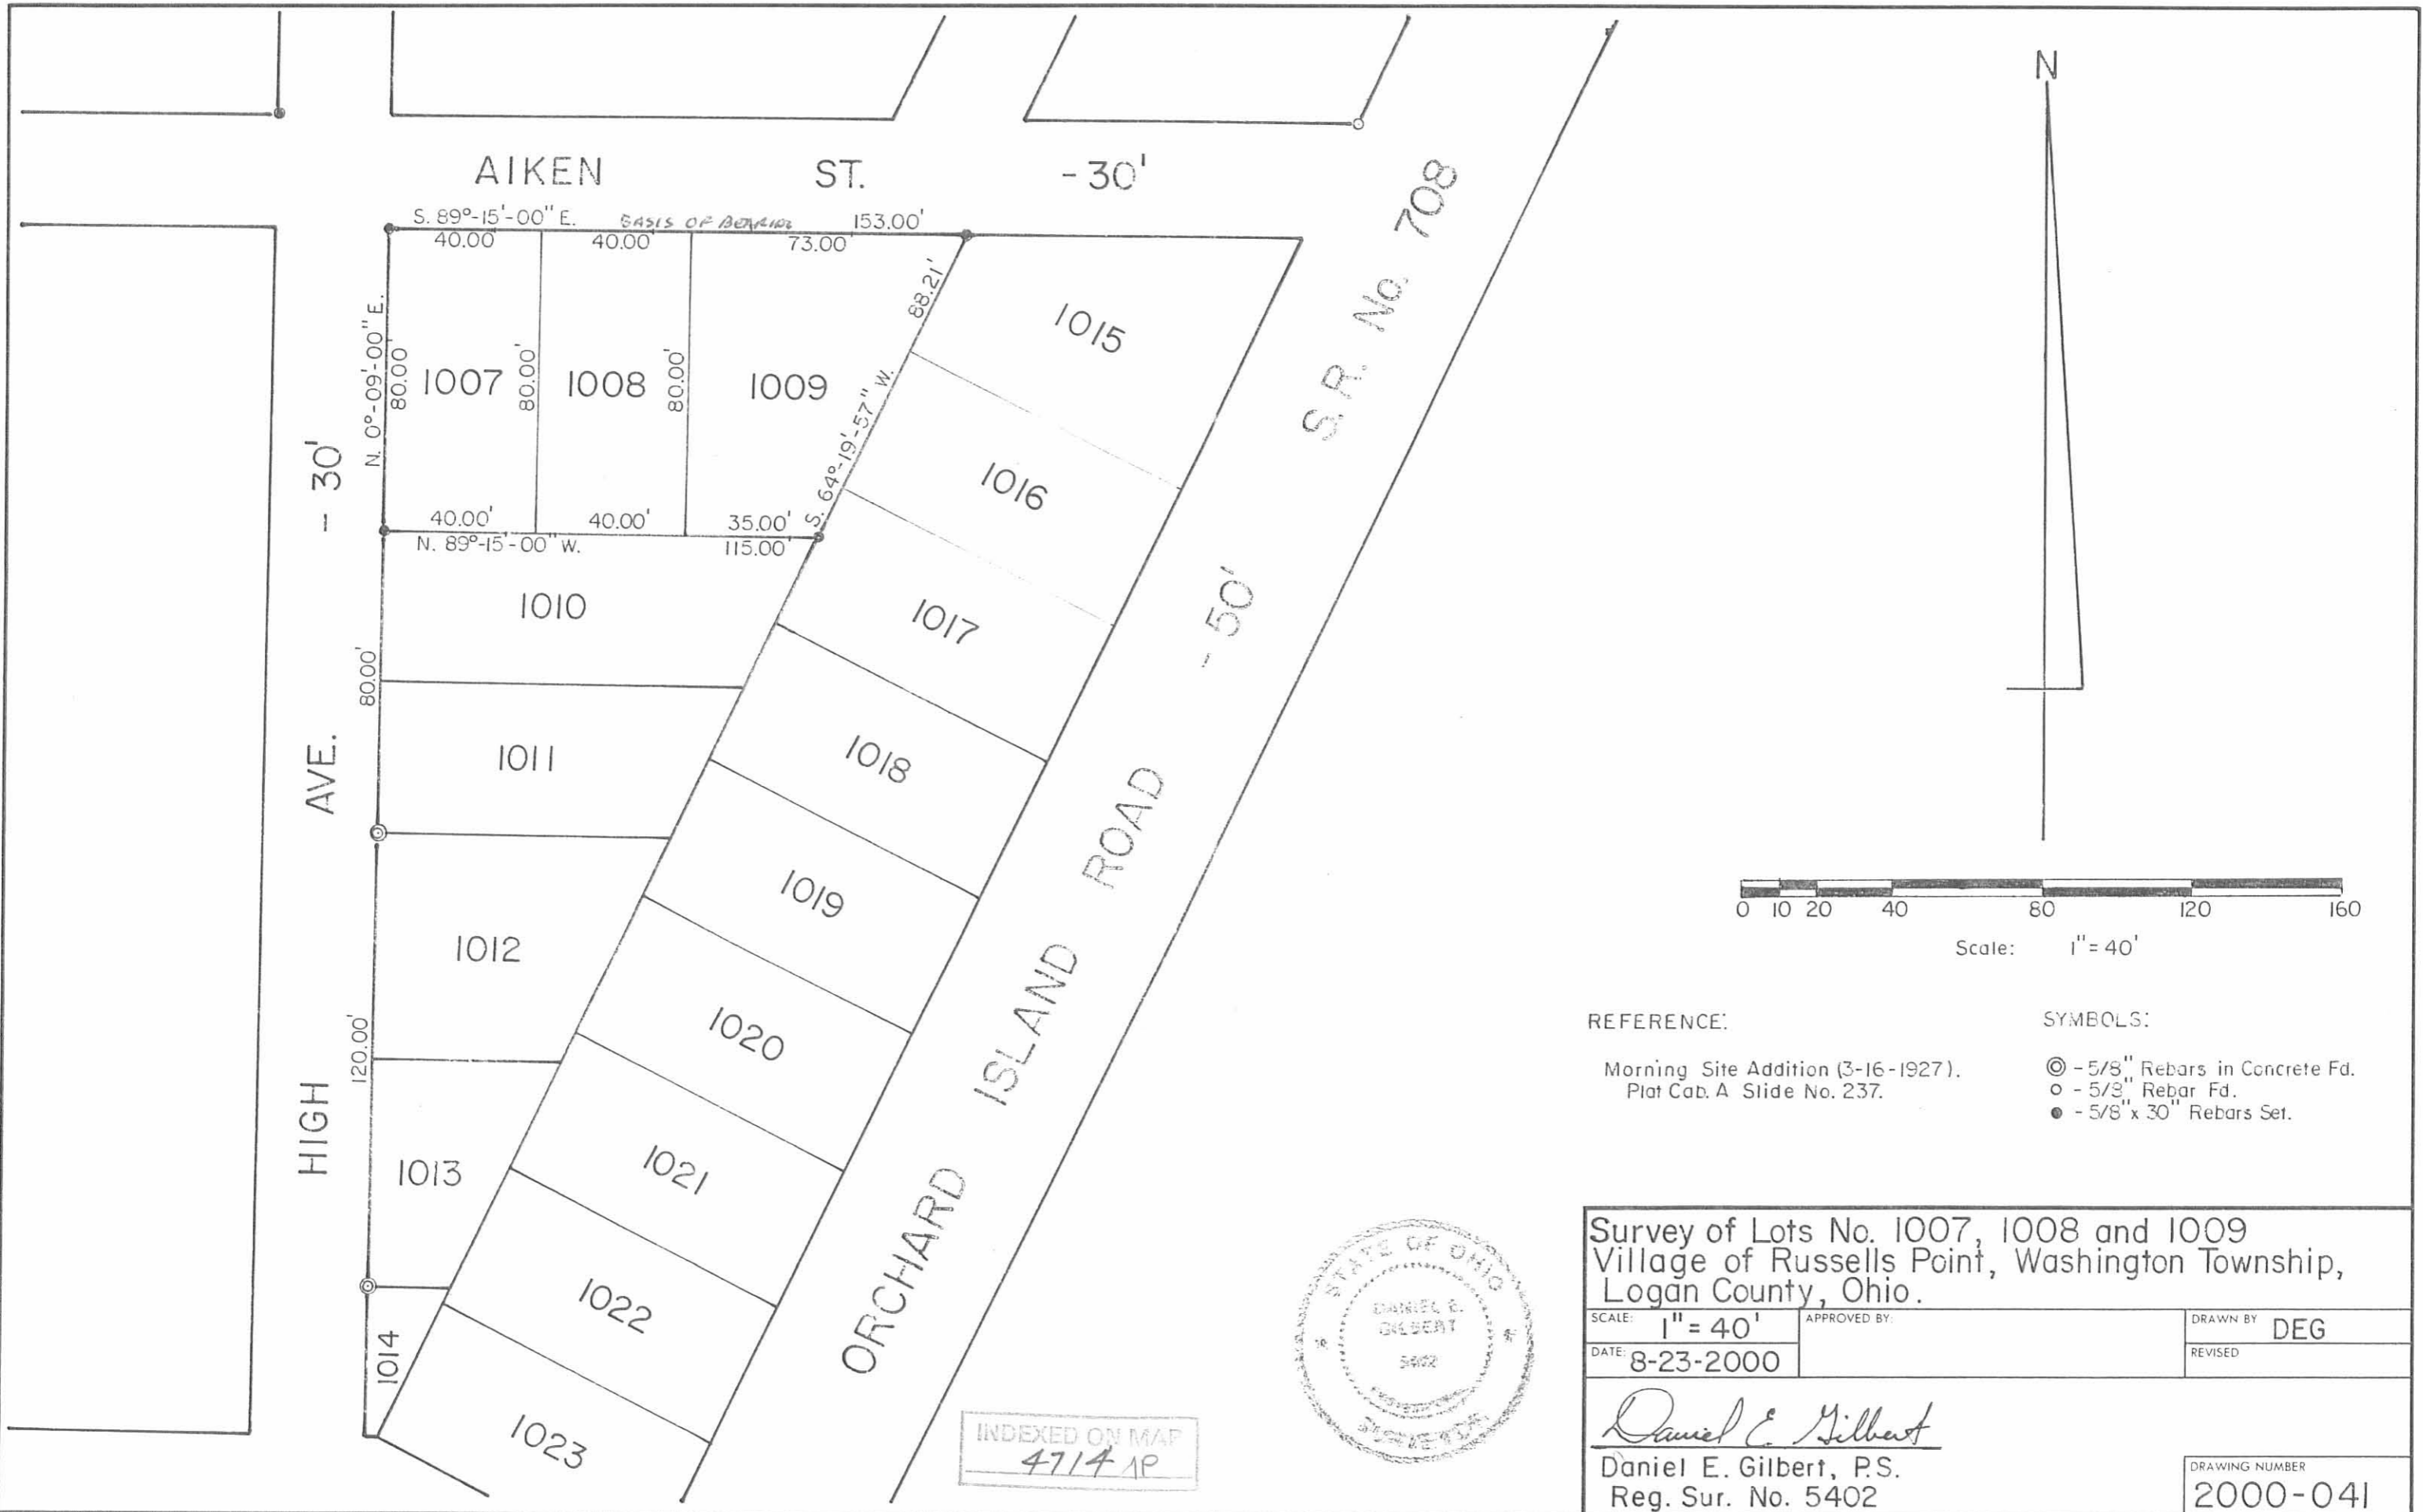 AIKEN ST. -30'
S. 89°-15'-00" E. BASIS OF BEARING 153.00'
40.00' 40.00' 73.00'
N. 0°-09'-00" E.
80.00'
1007
80.00'
1008
80.00'
1009
88.21'
S. 64°-19'-57" W.
40.00' 40.00' 35.00'
N. 89°-15'-00" W. 115.00'
1010
80.00'
1011
1012
120.00'
1013
1014
HIGH AVE. - 30'
1015
1016
1017
1018
1019
1020
1021
1022
1023
ORCHARD ISLAND ROAD - 50' S.R. No. 708
N
0 10 20 40 80 120 160
Scale: 1"= 40'
REFERENCE:
Morning Site Addition (3-16-1927).
Plat Cab. A Slide No. 237.
SYMBOLS:
◎ - 5/8" Rebars in Concrete Fd.
○ - 5/8" Rebar Fd.
● - 5/8" x 30" Rebars Set.
STATE OF OHIO
DANIEL E.
GILBERT
5402
INDEXED ON MAP
4714 AP
Survey of Lots No. 1007, 1008 and 1009
Village of Russells Point, Washington Township,
Logan County, Ohio.
SCALE: 1" = 40'
APPROVED BY:
DRAWN BY DEG
DATE: 8-23-2000
REVISED
Daniel E. Gilbert
Daniel E. Gilbert, P.S.
Reg. Sur. No. 5402
DRAWING NUMBER
2000-041